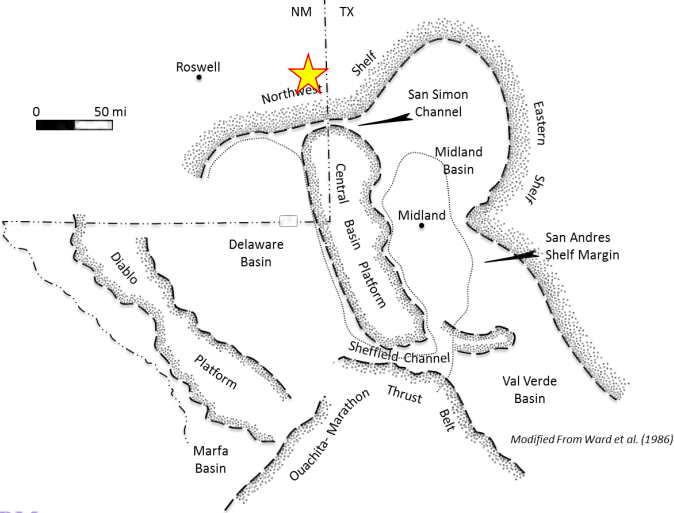 NM
TX
Roswell
Shelf
Northwest
0 50 mi
San Simon
Channel
Eastern
Shelf
Midland
Basin
Central
Basin
Platform
Midland
Delaware
Basin
San Andres
Shelf Margin
Diablo
Platform
Sheffield Channel
Val Verde
Basin
Ouachita- Marathon
Thrust
Belt
Marfa
Basin
Modified From Ward et al. (1986)